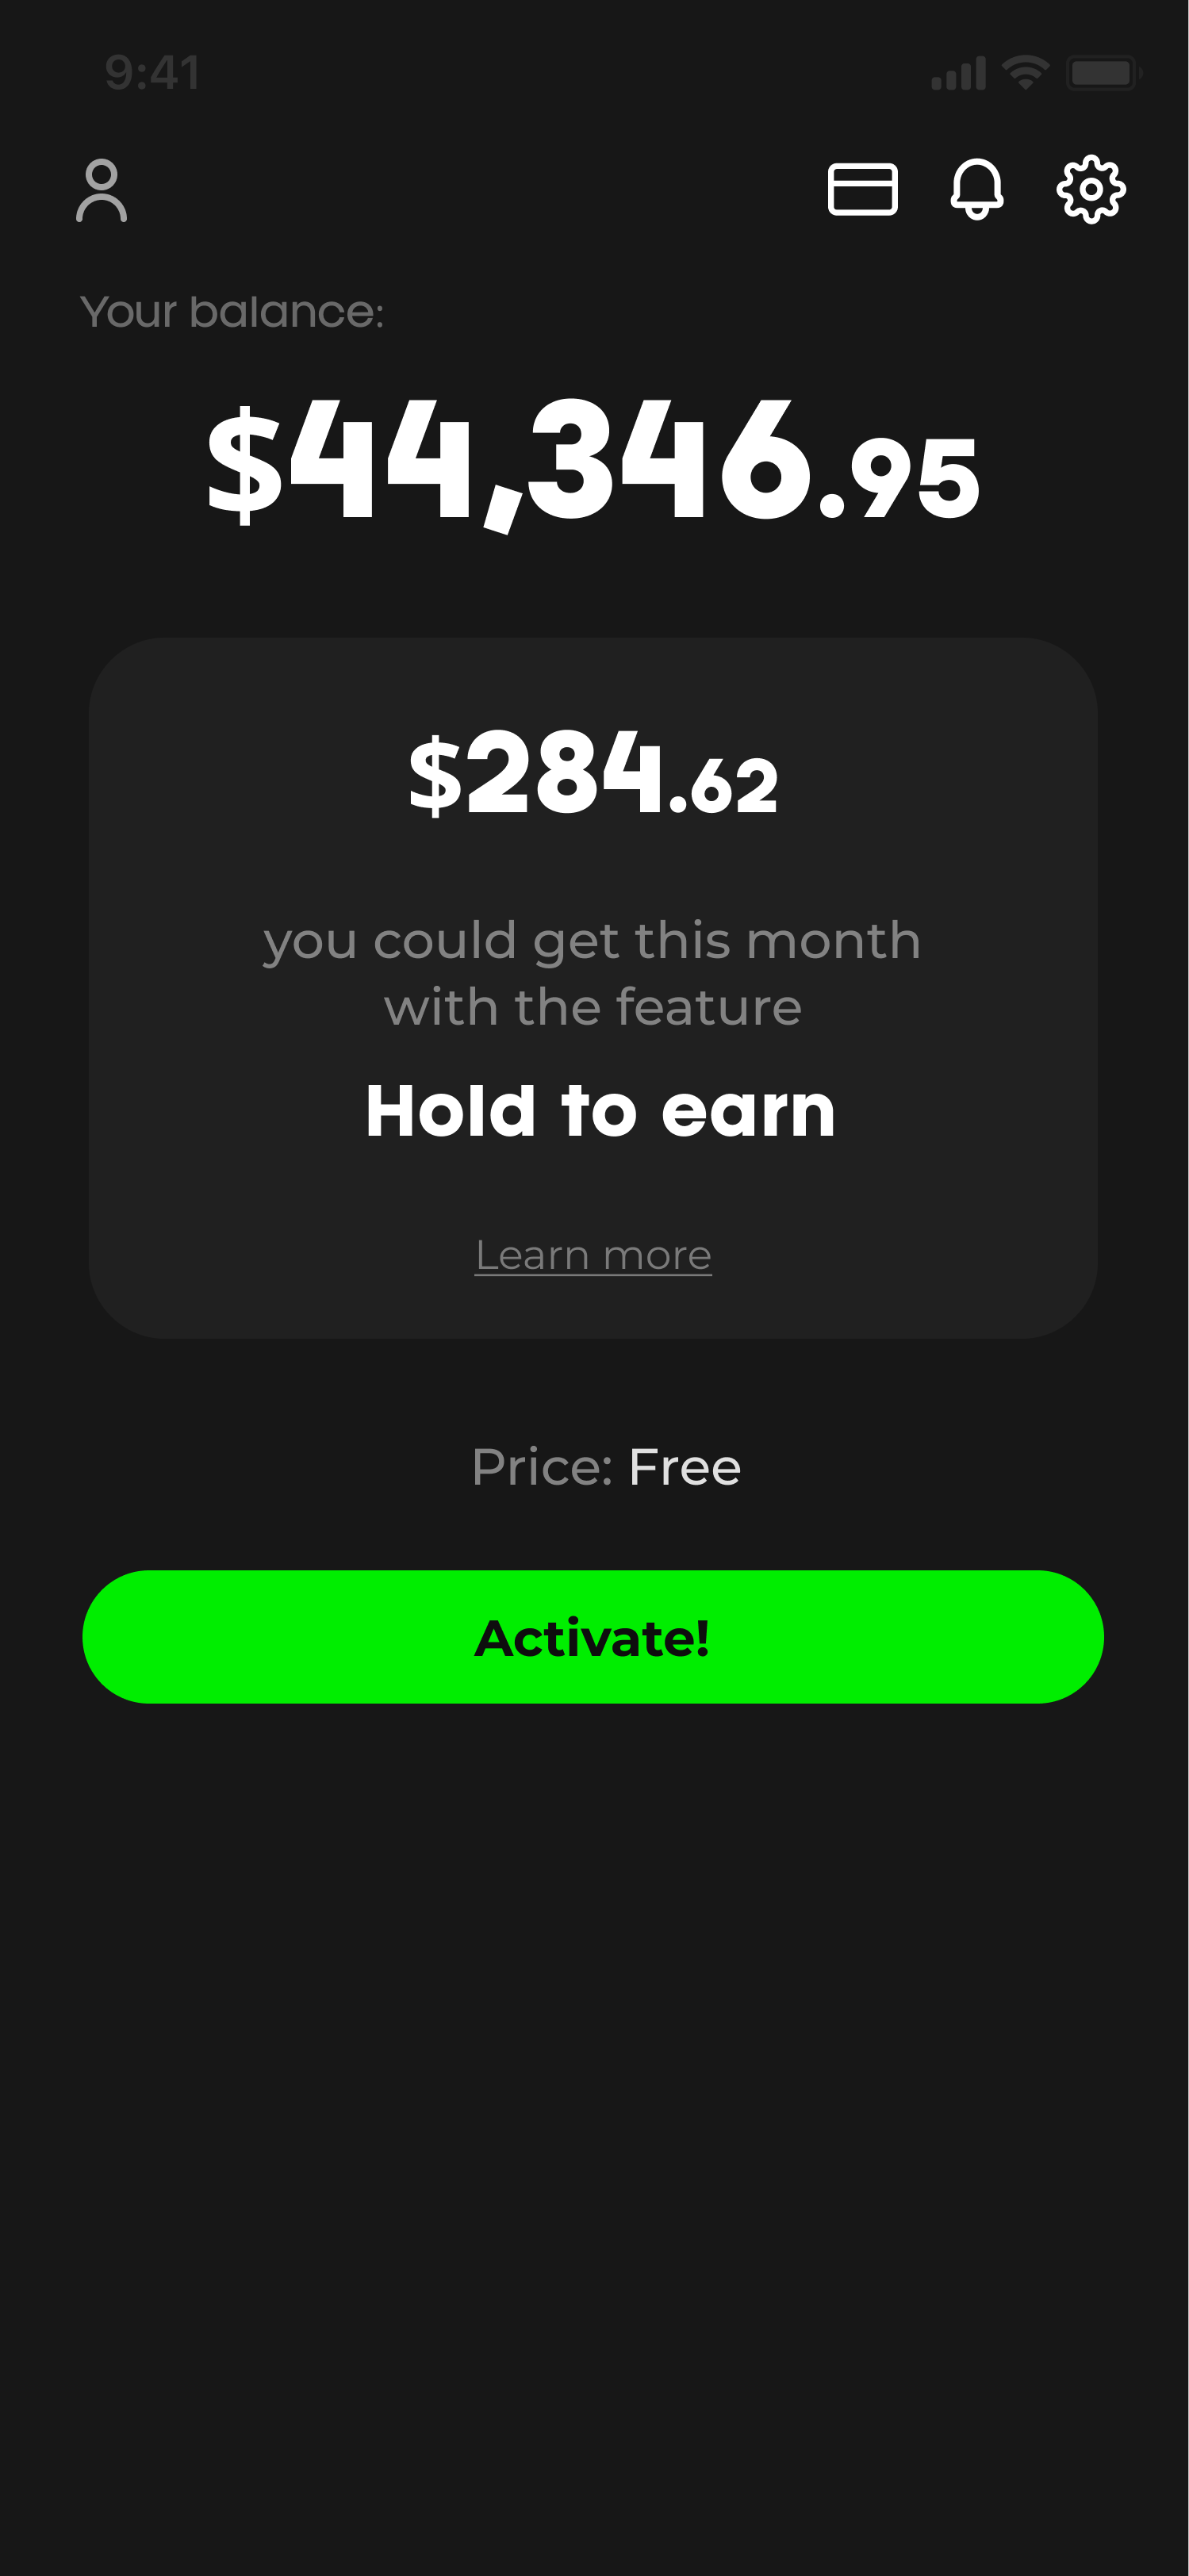 9:41
Your balance:
$44,346.95
$284.62
you could get this month
with the feature
Hold to earn
Learn more
Price: Free
Activate!